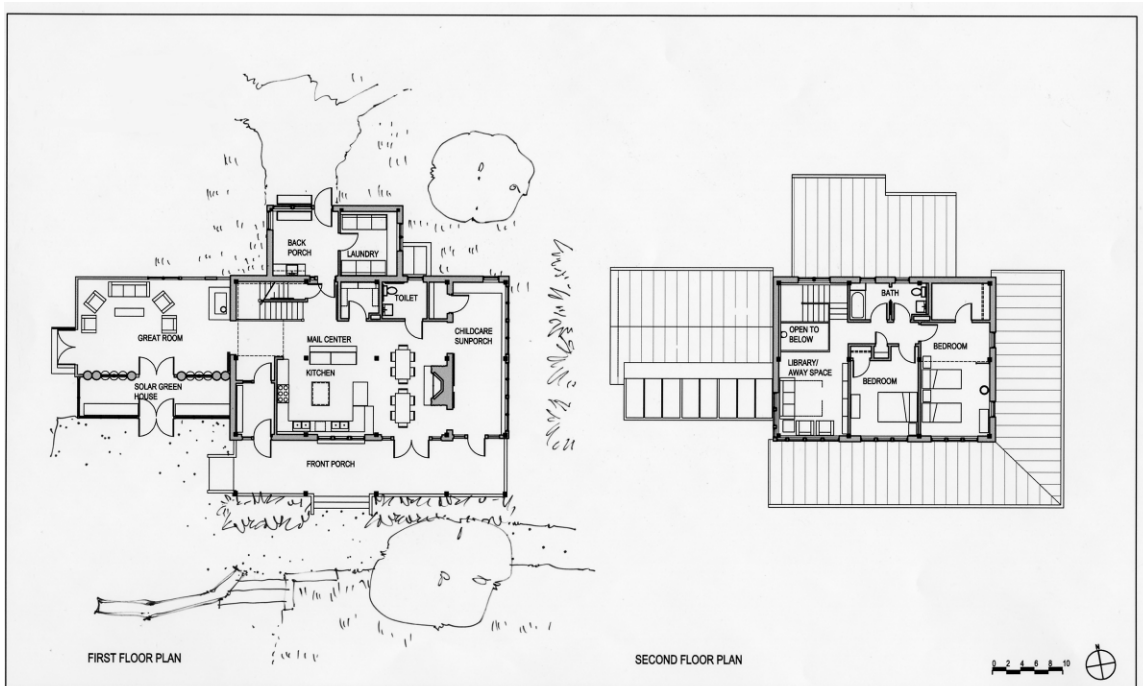 BACK
PORCH
LAUNDRY
TOILET
GREAT ROOM
MAIL CENTER
CHILDCARE
SUNPORCH
KITCHEN
SOLAR GREEN
HOUSE
FRONT PORCH
FIRST FLOOR PLAN
BATH
OPEN TO
BELOW
BEDROOM
LIBRARY/
AWAY SPACE
BEDROOM
SECOND FLOOR PLAN
0 2 4 6 8 10
N